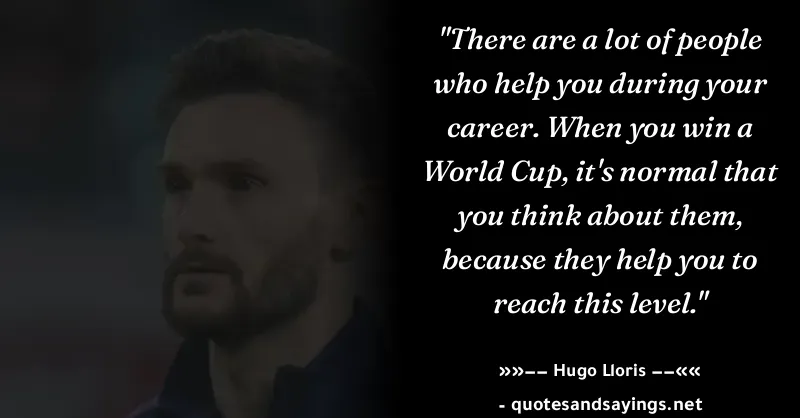 "There are a lot of people
who help you during your
career. When you win a
World Cup, it's normal that
you think about them,
because they help you to
reach this level."
»»–– Hugo Lloris ––««
- quotesandsayings.net